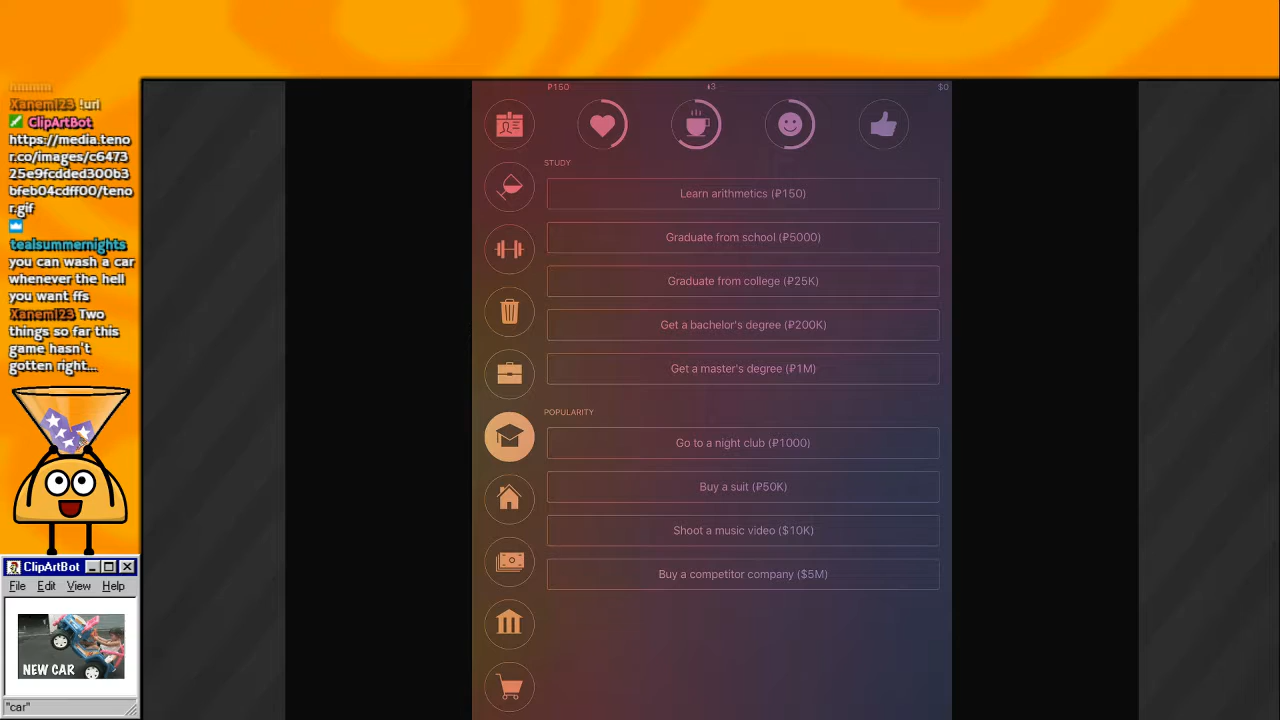 hmmm
Xanem123 !url
ClipArtBot
https://media.teno
r.co/images/c6473
25e9fcdded300b3
bfeb04cdff00/teno
r.gif
tealsummernights
you can wash a car
whenever the hell
you want ffs
Xanem123 Two
things so far this
game hasn't
gotten right...
ClipArtBot
File Edit View Help
NEW CAR
"car"
₽150
3
$0
STUDY
Learn arithmetics (₽150)
Graduate from school (₽5000)
Graduate from college (₽25K)
Get a bachelor's degree (₽200K)
Get a master's degree (₽1M)
POPULARITY
Go to a night club (₽1000)
Buy a suit (₽50K)
Shoot a music video ($10K)
Buy a competitor company ($5M)